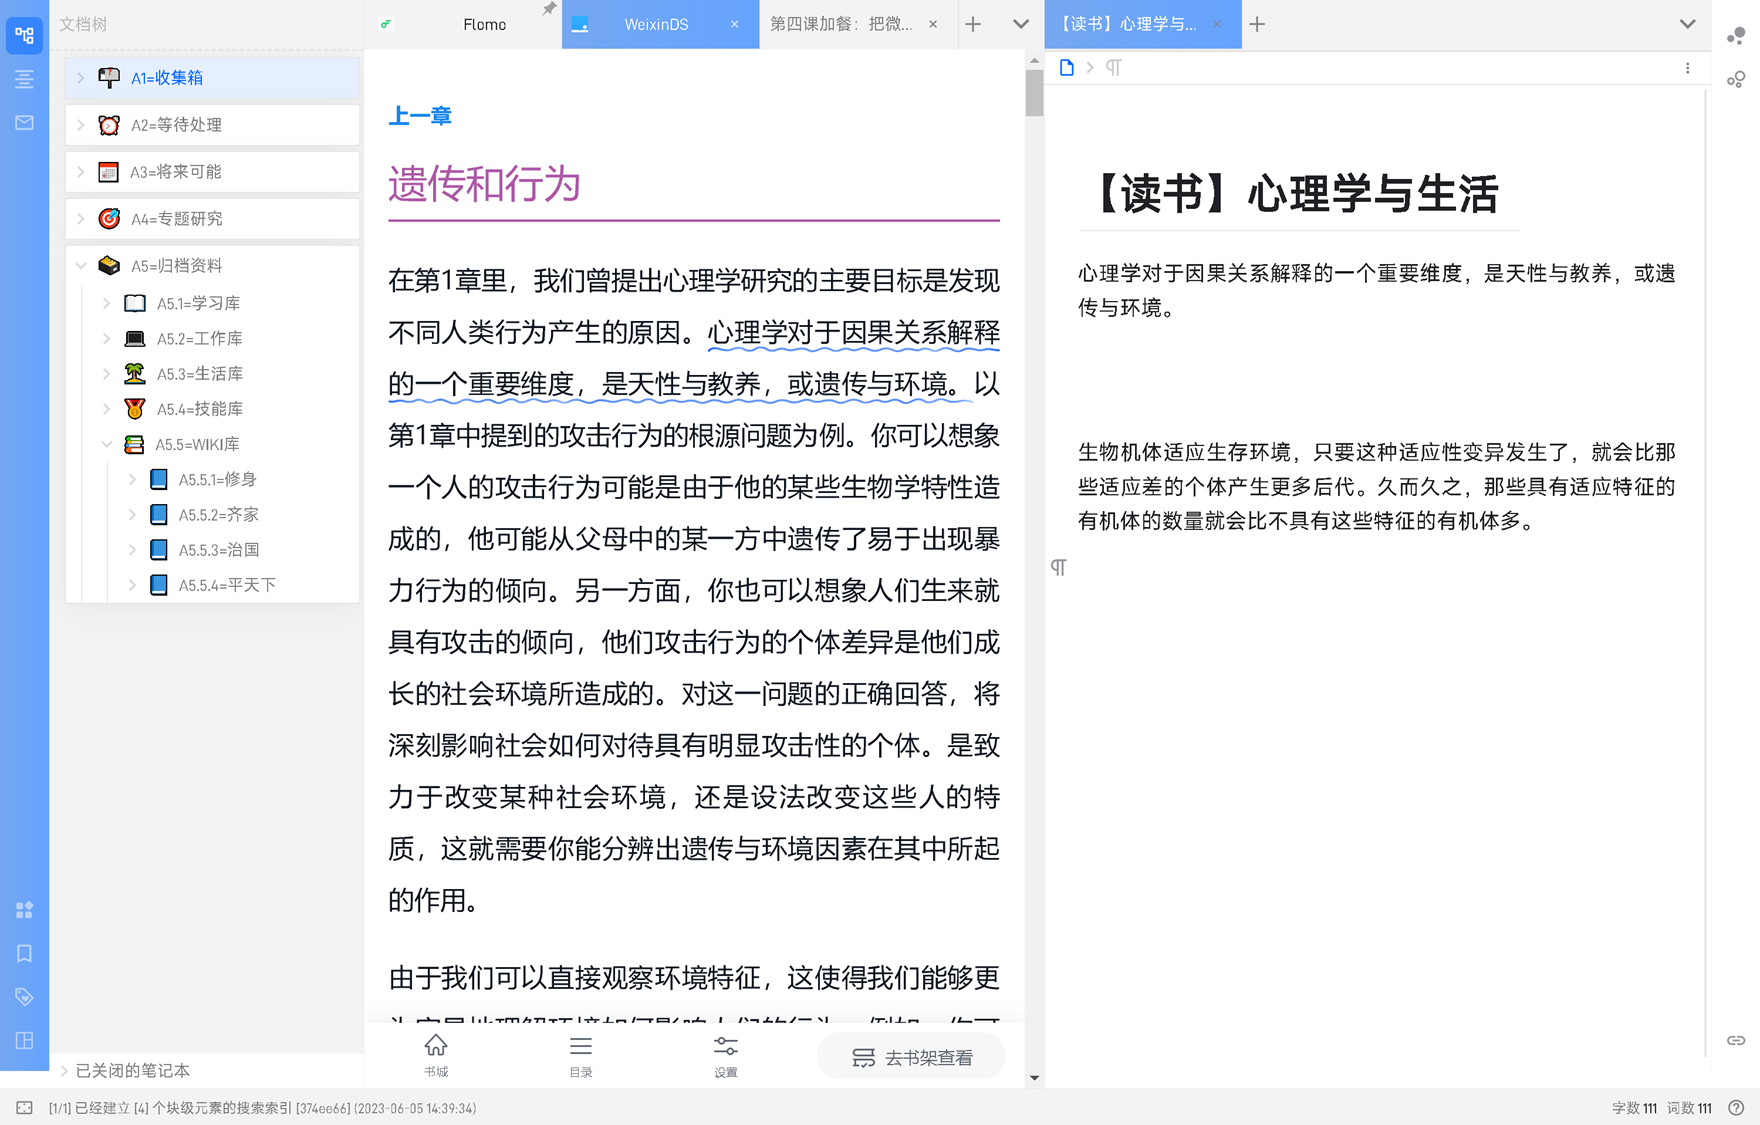 文档树
A1=收集箱
A2=等待处理
A3=将来可能
A4=专题研究
A5=归档资料
A5.1=学习库
A5.2=工作库
A5.3=生活库
A5.4=技能库
A5.5=WIKI库
A5.5.1=修身
A5.5.2=齐家
A5.5.3=治国
A5.5.4=平天下
已关闭的笔记本
Flomo
WeixinDS
第四课加餐：把微...
上一章
遗传和行为
在第1章里，我们曾提出心理学研究的主要目标是发现
不同人类行为产生的原因。心理学对于因果关系解释
的一个重要维度，是天性与教养，或遗传与环境。以
第1章中提到的攻击行为的根源问题为例。你可以想象
一个人的攻击行为可能是由于他的某些生物学特性造
成的，他可能从父母中的某一方中遗传了易于出现暴
力行为的倾向。另一方面，你也可以想象人们生来就
具有攻击的倾向，他们攻击行为的个体差异是他们成
长的社会环境所造成的。对这一问题的正确回答，将
深刻影响社会如何对待具有明显攻击性的个体。是致
力于改变某种社会环境，还是设法改变这些人的特
质，这就需要你能分辨出遗传与环境因素在其中所起
的作用。
由于我们可以直接观察环境特征，这使得我们能够更
书城
目录
设置
去书架查看
【读书】心理学与...
【读书】心理学与生活
心理学对于因果关系解释的一个重要维度，是天性与教养，或遗
传与环境。
生物机体适应生存环境，只要这种适应性变异发生了，就会比那
些适应差的个体产生更多后代。久而久之，那些具有适应特征的
有机体的数量就会比不具有这些特征的有机体多。
[1/1] 已经建立 [4] 个块级元素的搜索索引 [374ee66] (2023-06-05 14:39:34)
字数 111 词数 111